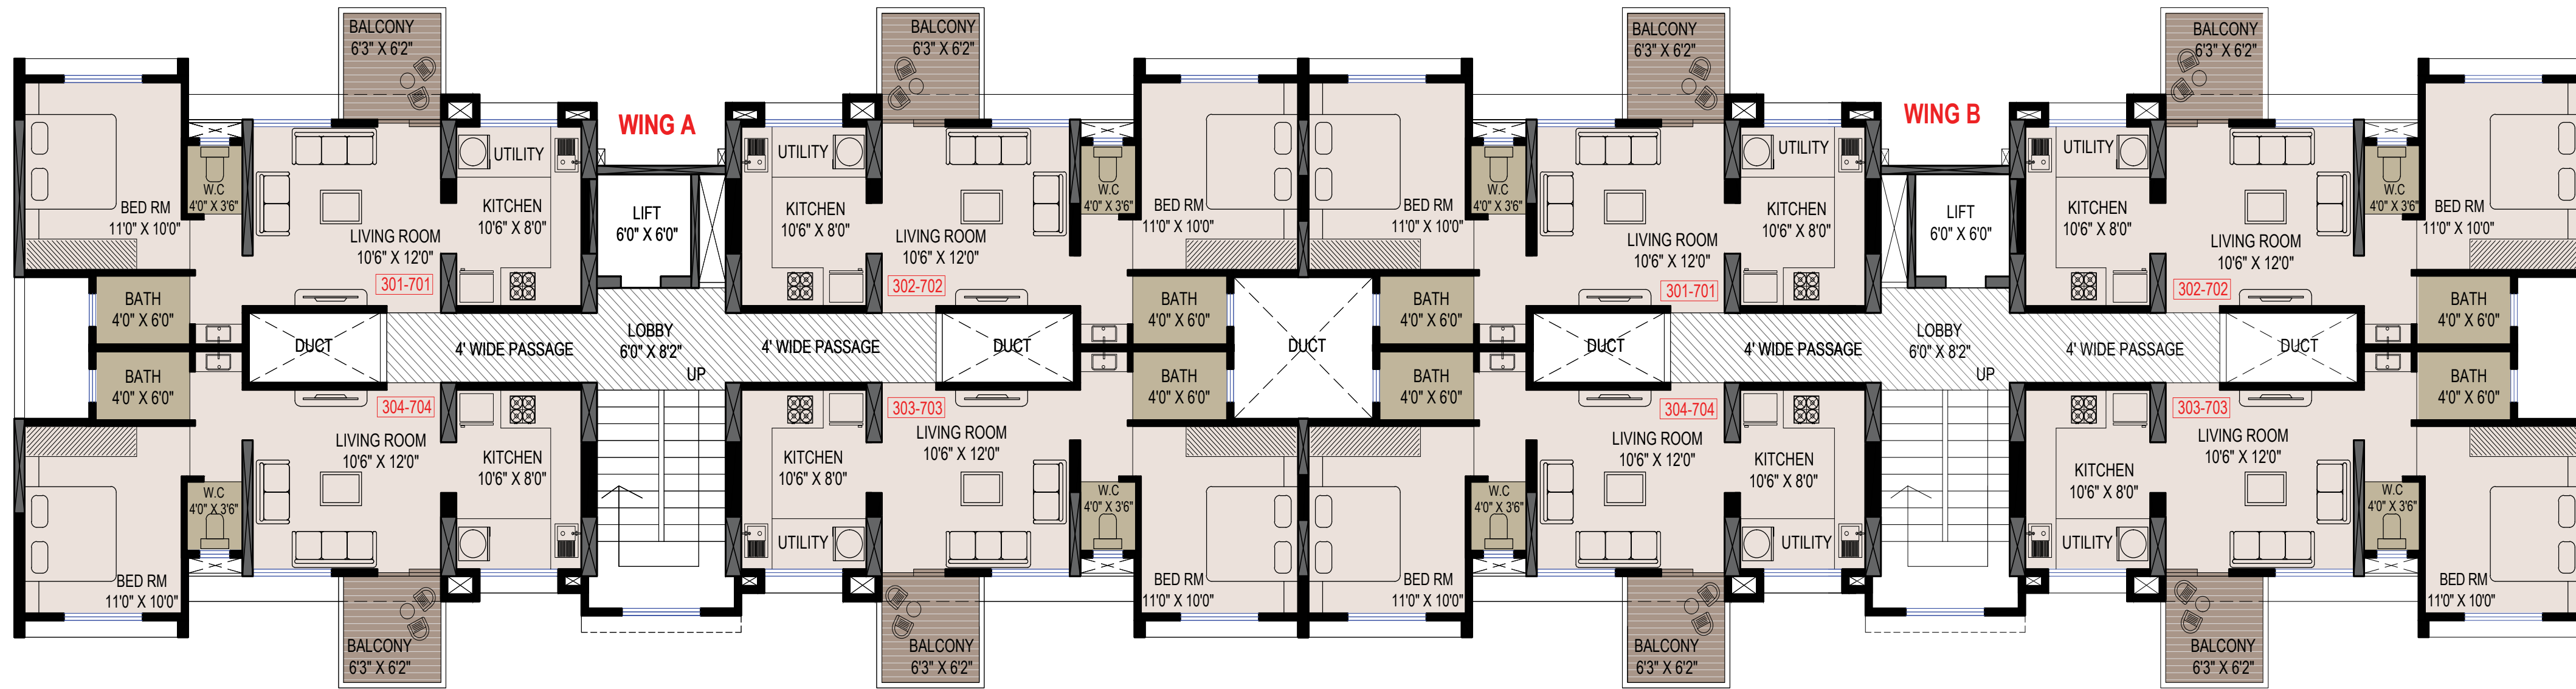 BALCONY
6'3" X 6'2"
BALCONY
6'3" X 6'2"
BALCONY
6'3" X 6'2"
BALCONY
6'3" X 6'2"
WING A
WING B
UTILITY
UTILITY
UTILITY
UTILITY
W.C
4'0" X 3'6"
W.C
4'0" X 3'6"
W.C
4'0" X 3'6"
W.C
4'0" X 3'6"
BED RM
11'0" X 10'0"
LIVING ROOM
10'6" X 12'0"
KITCHEN
10'6" X 8'0"
LIFT
6'0" X 6'0"
KITCHEN
10'6" X 8'0"
LIVING ROOM
10'6" X 12'0"
BED RM
11'0" X 10'0"
BED RM
11'0" X 10'0"
LIVING ROOM
10'6" X 12'0"
KITCHEN
10'6" X 8'0"
LIFT
6'0" X 6'0"
KITCHEN
10'6" X 8'0"
LIVING ROOM
10'6" X 12'0"
BED RM
11'0" X 10'0"
301-701
302-702
301-701
302-702
BATH
4'0" X 6'0"
BATH
4'0" X 6'0"
BATH
4'0" X 6'0"
BATH
4'0" X 6'0"
DUCT
4' WIDE PASSAGE
LOBBY
6'0" X 8'2"
UP
4' WIDE PASSAGE
DUCT
DUCT
DUCT
4' WIDE PASSAGE
LOBBY
6'0" X 8'2"
UP
4' WIDE PASSAGE
DUCT
BATH
4'0" X 6'0"
BATH
4'0" X 6'0"
BATH
4'0" X 6'0"
BATH
4'0" X 6'0"
304-704
303-703
304-704
303-703
LIVING ROOM
10'6" X 12'0"
KITCHEN
10'6" X 8'0"
KITCHEN
10'6" X 8'0"
LIVING ROOM
10'6" X 12'0"
LIVING ROOM
10'6" X 12'0"
KITCHEN
10'6" X 8'0"
KITCHEN
10'6" X 8'0"
LIVING ROOM
10'6" X 12'0"
W.C
4'0" X 3'6"
W.C
4'0" X 3'6"
W.C
4'0" X 3'6"
W.C
4'0" X 3'6"
UTILITY
UTILITY
UTILITY
BED RM
11'0" X 10'0"
BED RM
11'0" X 10'0"
BED RM
11'0" X 10'0"
BED RM
11'0" X 10'0"
BALCONY
6'3" X 6'2"
BALCONY
6'3" X 6'2"
BALCONY
6'3" X 6'2"
BALCONY
6'3" X 6'2"